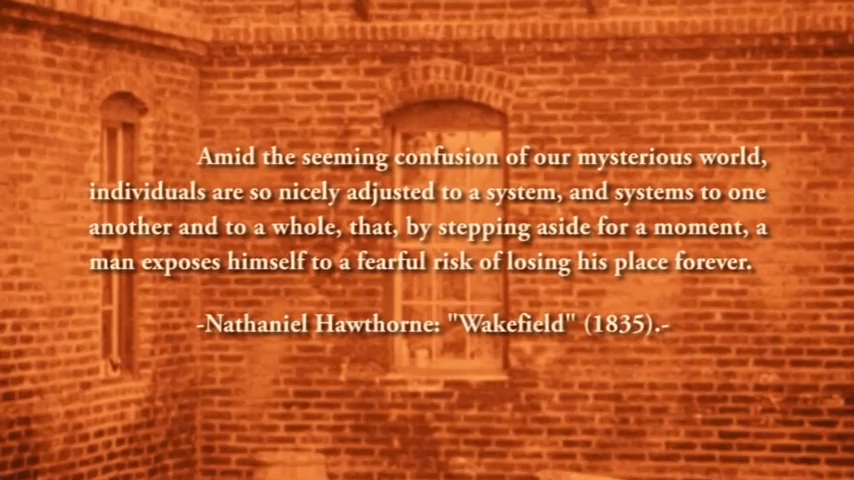 Amid the seeming confusion of our mysterious world,
individuals are so nicely adjusted to a system, and systems to one
another and to a whole, that, by stepping aside for a moment, a
man exposes himself to a fearful risk of losing his place forever.
-Nathaniel Hawthorne: "Wakefield" (1835).-